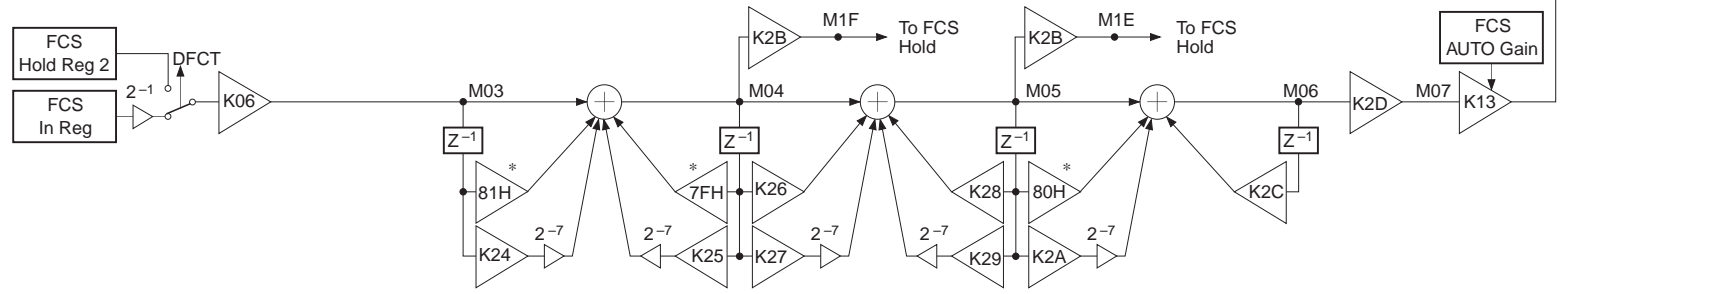 FCS
Hold Reg 2
DFCT
2⁻¹
FCS
In Reg
K06
M03
Z⁻¹
81H
*
K24
2⁻⁷
K2B
M1F
To FCS
Hold
M04
Z⁻¹
*
7FH
K26
2⁻⁷
K25
K27
2⁻⁷
K2B
M1E
To FCS
Hold
M05
Z⁻¹
K28
80H
*
2⁻⁷
K29
K2A
2⁻⁷
M06
Z⁻¹
K2C
K2D
M07
FCS
AUTO Gain
K13